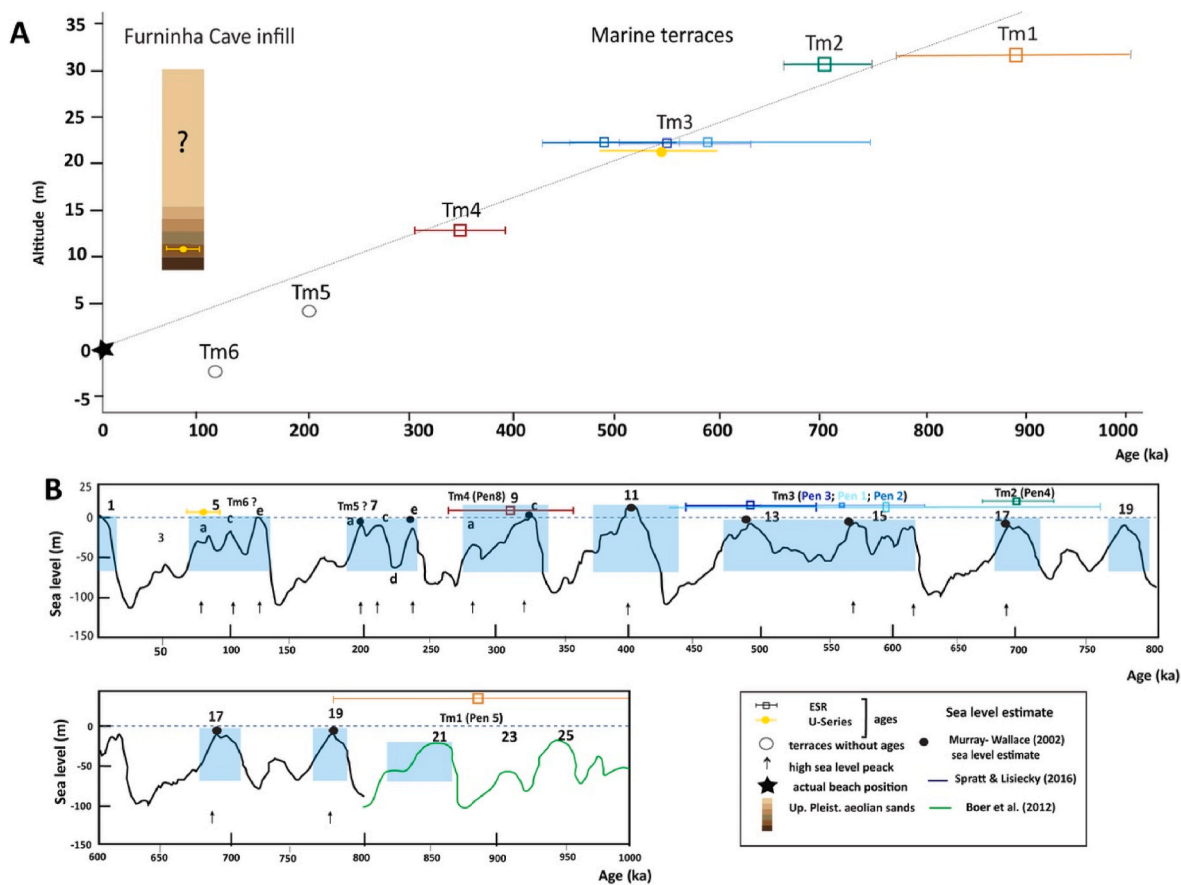 A
Furninha Cave infill
Marine terraces
Altitude (m)
35
30
25
20
15
10
5
0
-5
?
Tm1
Tm2
Tm3
Tm4
Tm5
Tm6
0 100 200 300 400 500 600 700 800 900 1000
Age (ka)
B
Sea level (m)
25
0
-50
-100
-150
1 3 5 a c e Tm6 ?
Tm5 ? 7 a c d e
Tm4 (Pen8) 9 a c
11
Tm3 (Pen 3; Pen 1; Pen 2)
13 15
Tm2 (Pen4)
17 19
50 100 150 200 250 300 350 400 450 500 550 600 650 700 750 800
Age (ka)
Sea level (m)
0
-50
-100
-150
17 19 21 23 25
Tm1 (Pen 5)
600 650 700 750 800 850 900 950 1000
Age (ka)
ESR
U-Series
ages
terraces without ages
high sea level peack
actual beach position
Up. Pleist. aeolian sands
Sea level estimate
Murray- Wallace (2002)
sea level estimate
Spratt & Lisiecky (2016)
Boer et al. (2012)